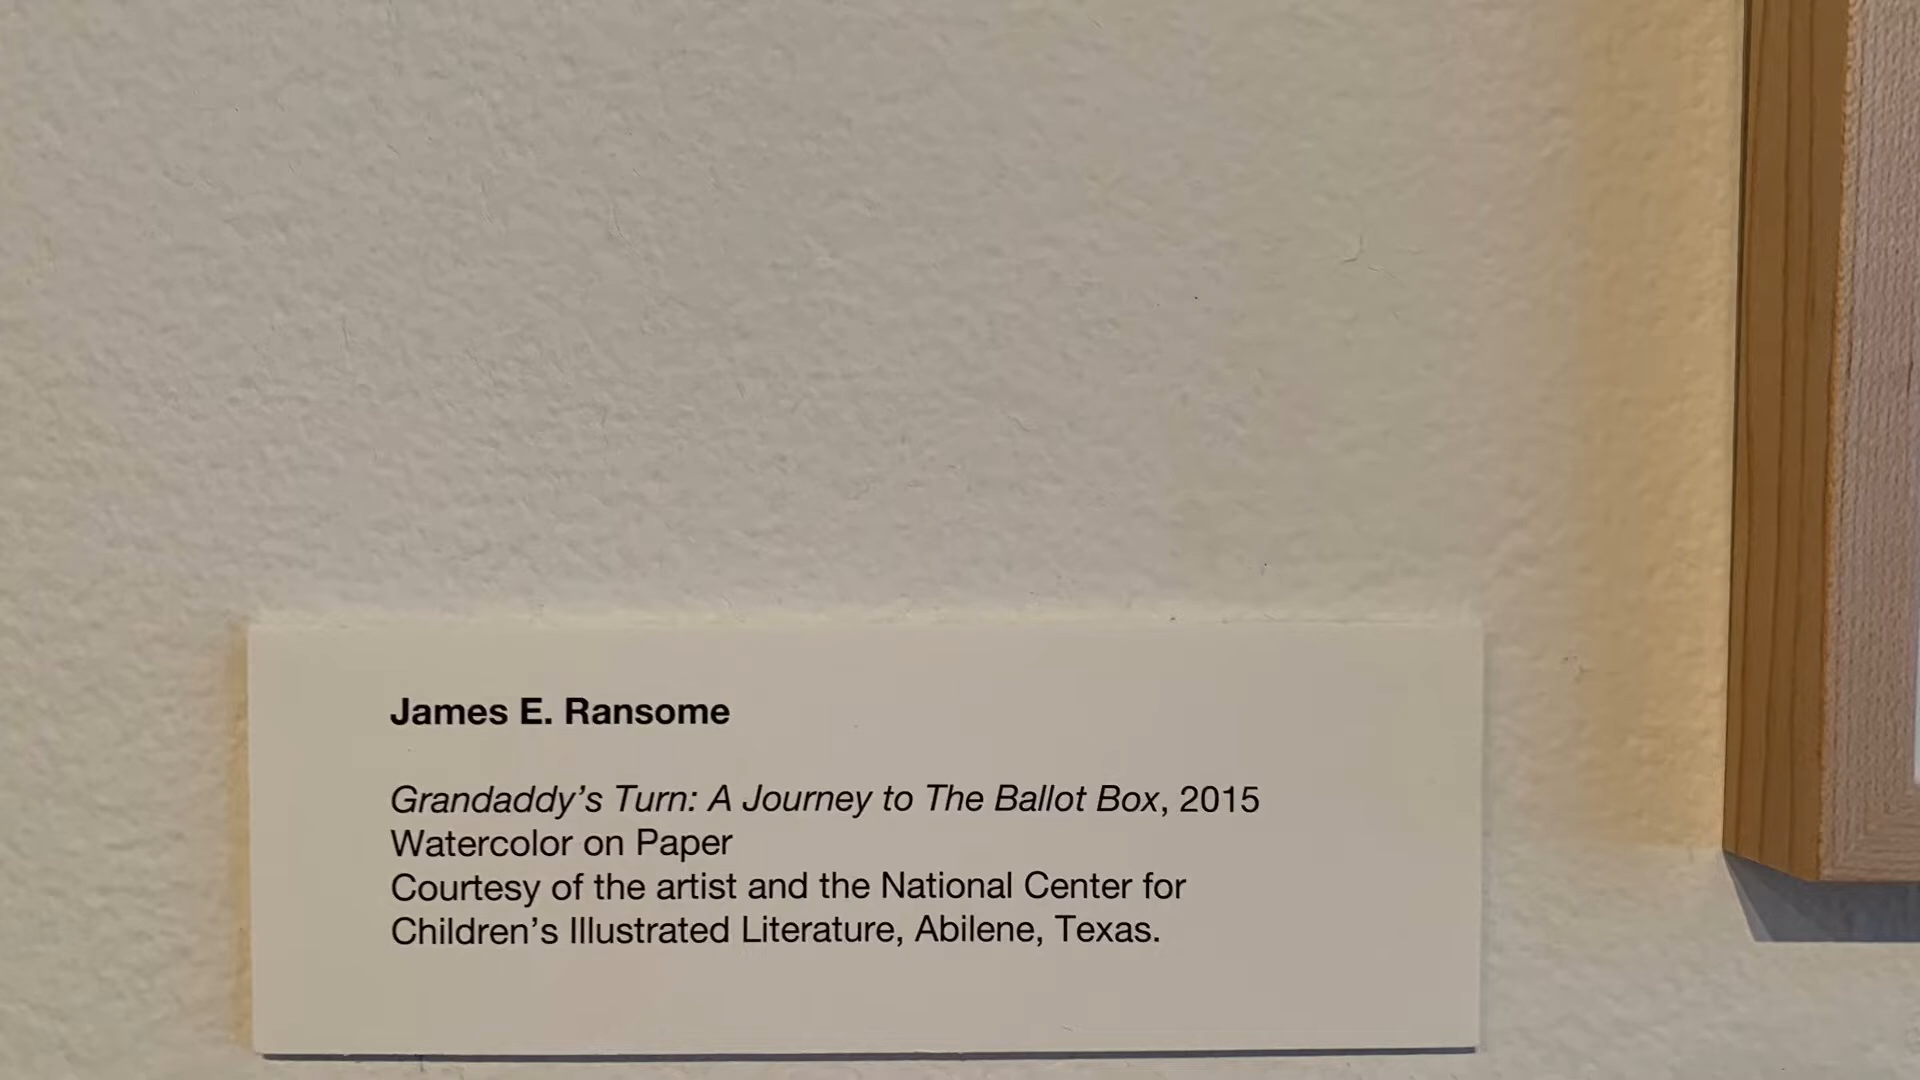 James E. Ransome
Grandaddy’s Turn: A Journey to The Ballot Box, 2015
Watercolor on Paper
Courtesy of the artist and the National Center for
Children’s Illustrated Literature, Abilene, Texas.